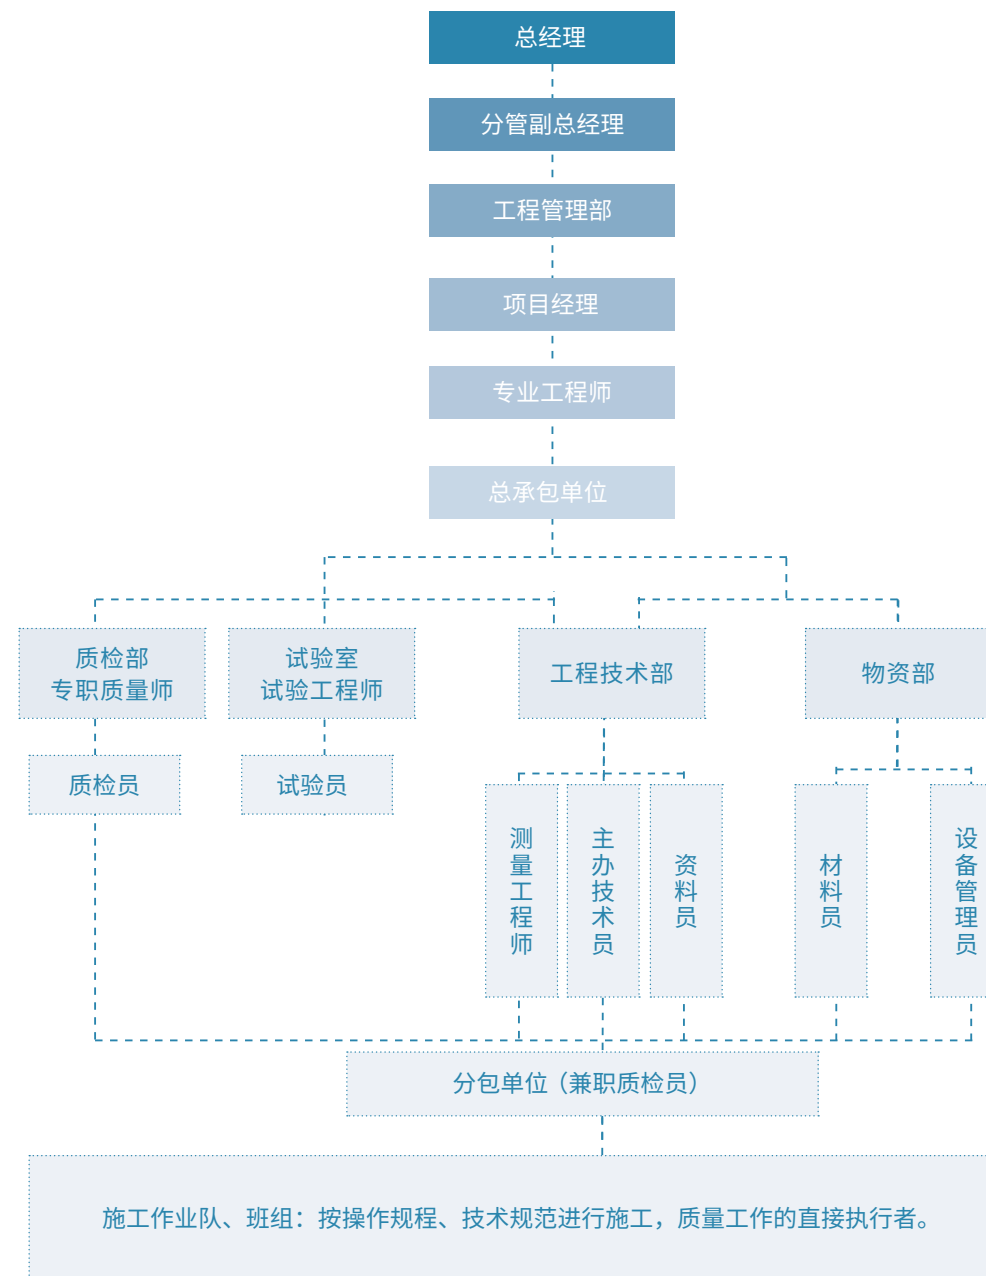 总经理
分管副总经理
工程管理部
项目经理
专业工程师
总承包单位
质检部
专职质量师
试验室
试验工程师
工程技术部
物资部
质检员
试验员
测量工程师
主办技术员
资料员
材料员
设备管理员
分包单位（兼职质检员）
施工作业队、班组：按操作规程、技术规范进行施工，质量工作的直接执行者。